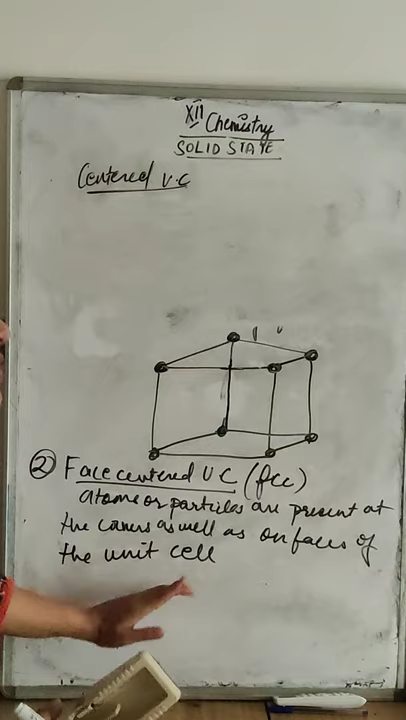 XII Chemistry
SOLID STATE
Centered U.C
② Face centered U C (fcc)
atoms or particles are present at
the corners as well as on faces of
the unit cell